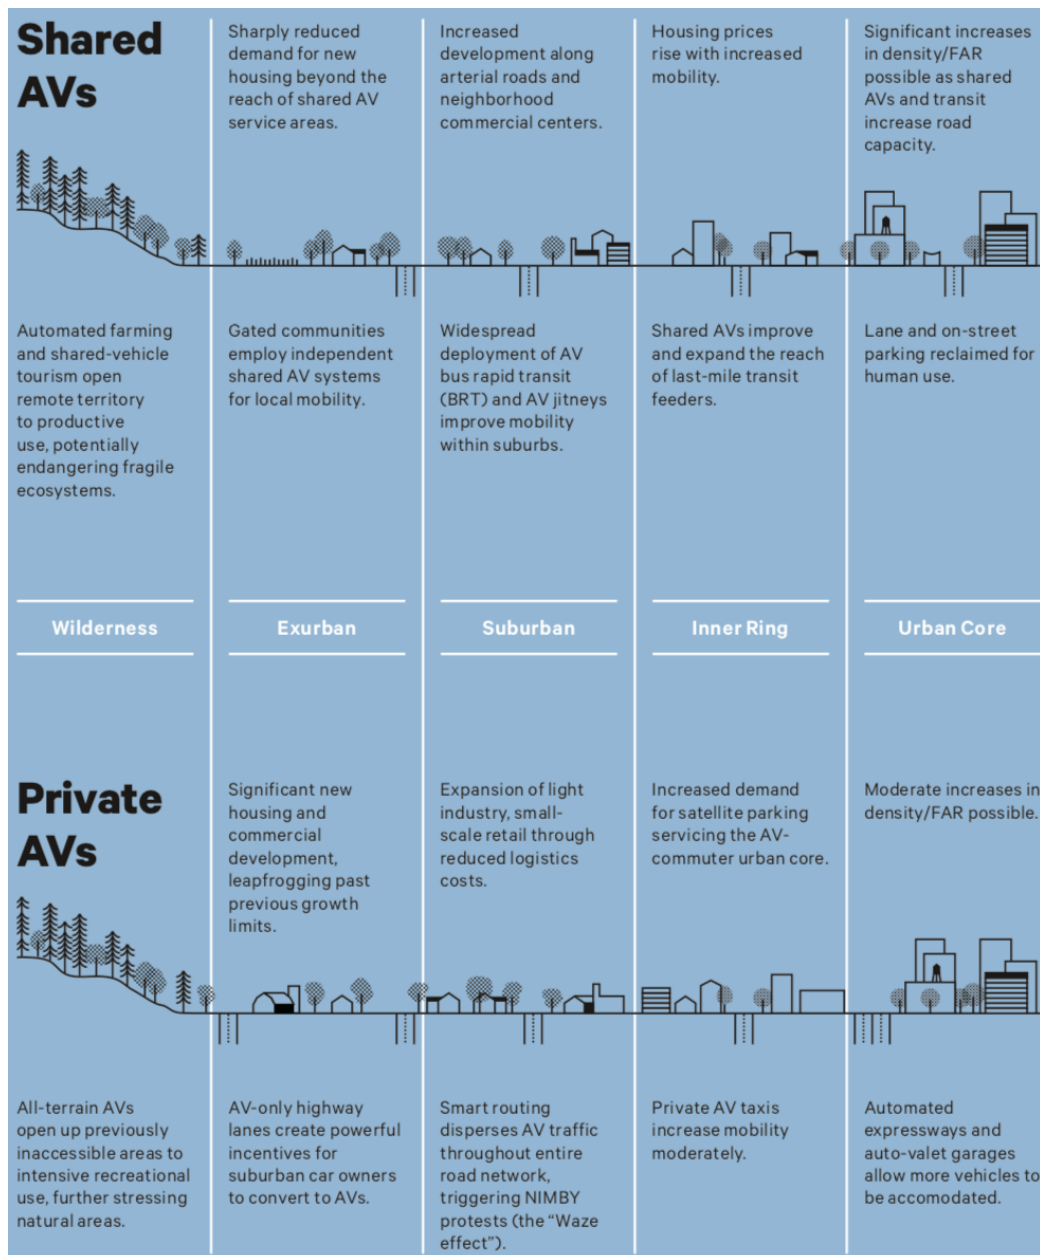 Shared
AVs
Sharply reduced
demand for new
housing beyond the
reach of shared AV
service areas.
Increased
development along
arterial roads and
neighborhood
commercial centers.
Housing prices
rise with increased
mobility.
Significant increases
in density/FAR
possible as shared
AVs and transit
increase road
capacity.
Automated farming
and shared-vehicle
tourism open
remote territory
to productive
use, potentially
endangering fragile
ecosystems.
Gated communities
employ independent
shared AV systems
for local mobility.
Widespread
deployment of AV
bus rapid transit
(BRT) and AV jitneys
improve mobility
within suburbs.
Shared AVs improve
and expand the reach
of last-mile transit
feeders.
Lane and on-street
parking reclaimed for
human use.
Wilderness
Exurban
Suburban
Inner Ring
Urban Core
Private
AVs
Significant new
housing and
commercial
development,
leapfrogging past
previous growth
limits.
Expansion of light
industry, small-
scale retail through
reduced logistics
costs.
Increased demand
for satellite parking
servicing the AV-
commuter urban core.
Moderate increases in
density/FAR possible.
All-terrain AVs
open up previously
inaccessible areas to
intensive recreational
use, further stressing
natural areas.
AV-only highway
lanes create powerful
incentives for
suburban car owners
to convert to AVs.
Smart routing
disperses AV traffic
throughout entire
road network,
triggering NIMBY
protests (the “Waze
effect”).
Private AV taxis
increase mobility
moderately.
Automated
expressways and
auto-valet garages
allow more vehicles to
be accomodated.